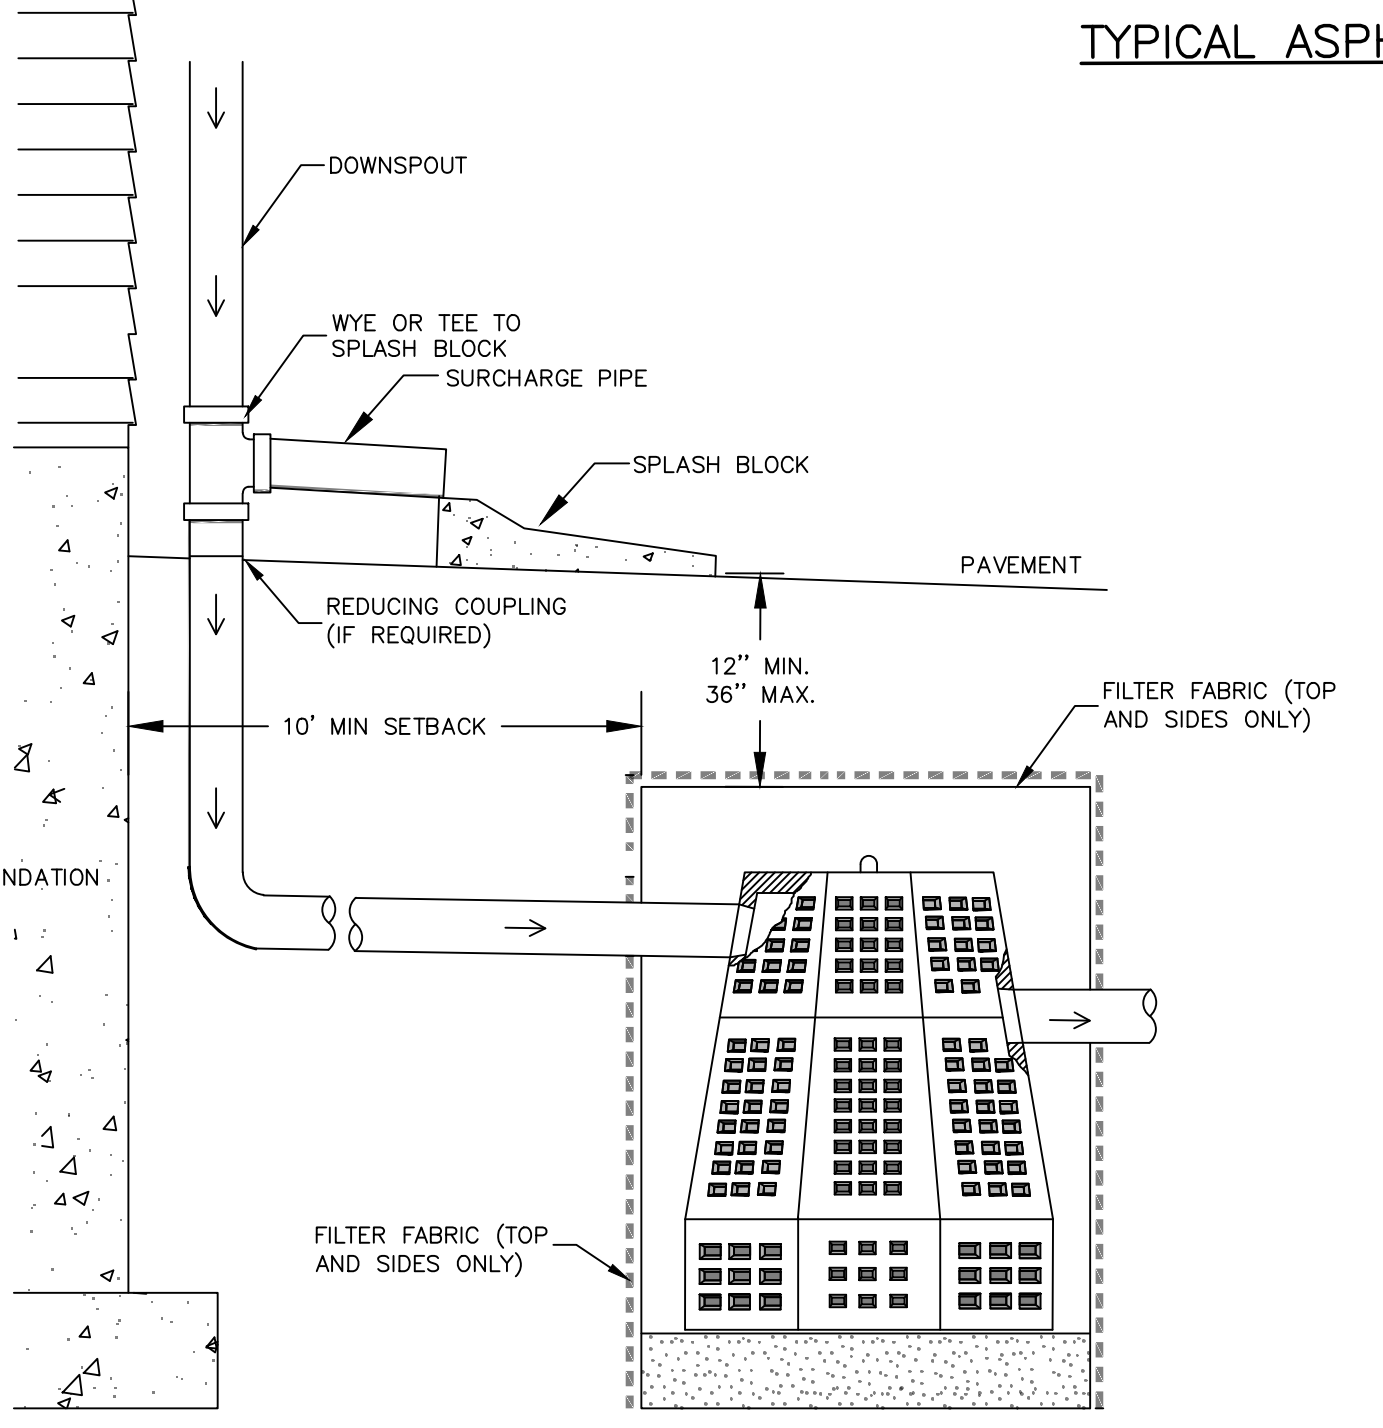 TYPICAL ASPH
DOWNSPOUT
WYE OR TEE TO
SPLASH BLOCK
SURCHARGE PIPE
SPLASH BLOCK
PAVEMENT
REDUCING COUPLING
(IF REQUIRED)
12" MIN.
36" MAX.
FILTER FABRIC (TOP
AND SIDES ONLY)
10' MIN SETBACK
NDATION
FILTER FABRIC (TOP
AND SIDES ONLY)